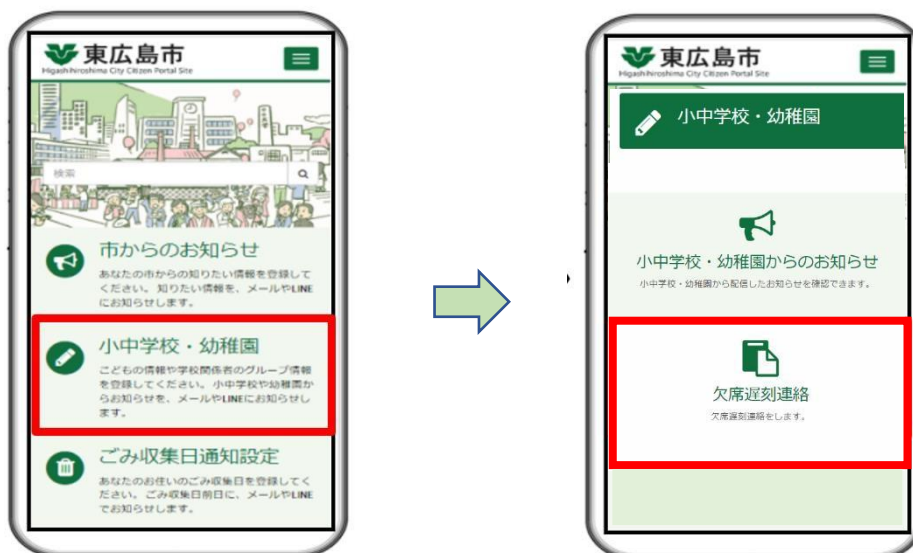 東広島市
Higashihiroshima City Citizen Portal Site
検索
市からのお知らせ
あなたの市からの知りたい情報を登録して
ください。知りたい情報を、メールやLINE
にお知らせします。
小中学校・幼稚園
こどもの情報や学校関係者のグループ情報
を登録してください。小中学校や幼稚園か
らお知らせを、メールやLINEにお知らせし
ます。
ごみ収集日通知設定
あなたのお住いのごみ収集日を登録してく
ださい。ごみ収集日前日に、メールやLINE
でお知らせします。
東広島市
Higashihiroshima City Citizen Portal Site
小中学校・幼稚園
小中学校・幼稚園からのお知らせ
小中学校・幼稚園から配信したお知らせを確認できます。
欠席遅刻連絡
欠席遅刻連絡をします。